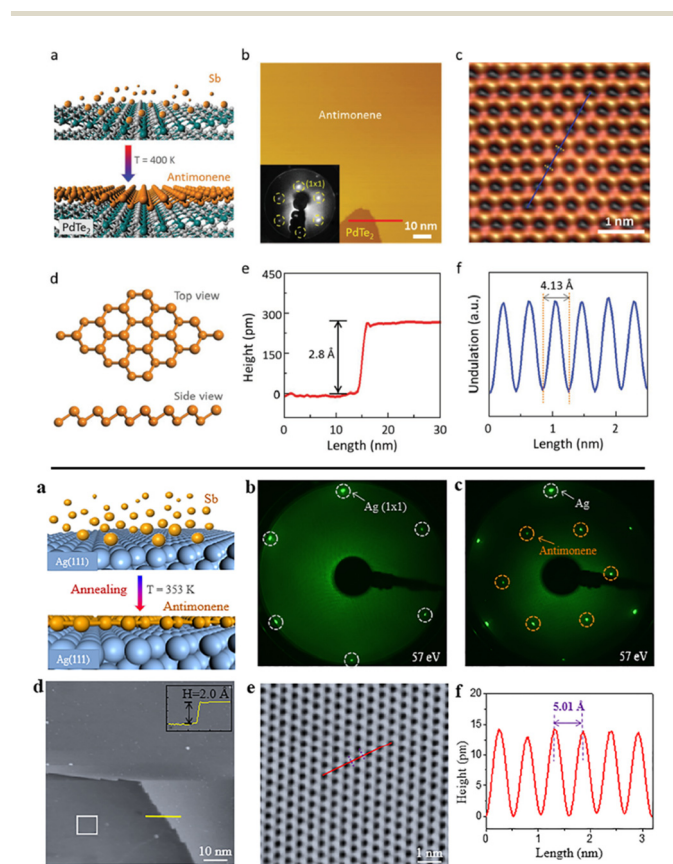 a
Sb
T = 400 K
Antimonene
PdTe₂
b
Antimonene
(1x1)
PdTe₂
10 nm
c
1 nm
d
Top view
Side view
e
450
300
150
0
Height (pm)
2.8 Å
0 10 20 30
Length (nm)
f
4.13 Å
Undulation (a.u.)
0 1 2
Length (nm)
a
Sb
Ag(111)
Annealing
T = 353 K
Antimonene
Ag(111)
b
Ag (1x1)
57 eV
c
Ag
Antimonene
57 eV
d
H=2.0 Å
10 nm
e
1nm
f
20
15
10
5
0
Height (pm)
5.01 Å
0 1 2 3
Length (nm)